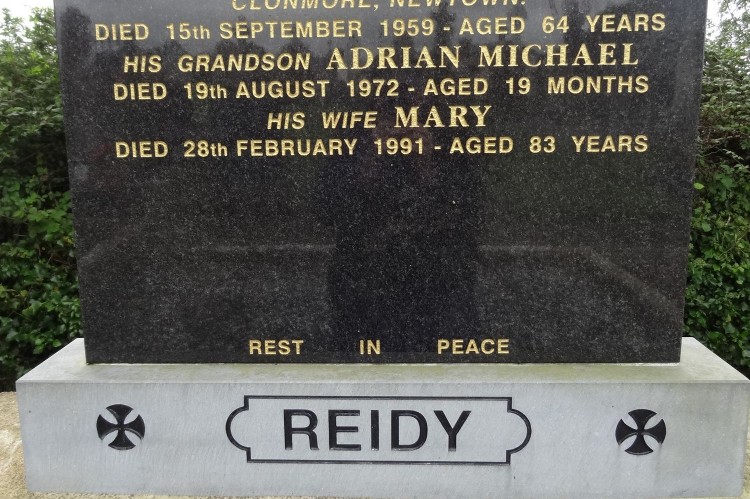 CLONMORE, NEWTOWN.
DIED 15th SEPTEMBER 1959 - AGED 64 YEARS
HIS GRANDSON ADRIAN MICHAEL
DIED 19th AUGUST 1972 - AGED 19 MONTHS
HIS WIFE MARY
DIED 28th FEBRUARY 1991 - AGED 83 YEARS
REST IN PEACE
REIDY